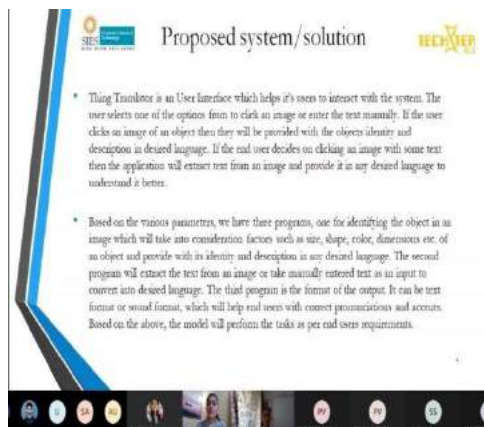 SIES
Proposed system/solution
TECHSTER
• Thing Translator is an User Interface which helps it's users to interact with the system. The
user selects one of the options from to click an image or enter the text manually. If the user
clicks an image of an object then they will be provided with the objects identity and
description in desired language. If the end user decides on clicking an image with some text
then the application will extract text from an image and provide it in any desired language to
understand it better.
• Based on the various parameters, we have three programs, one for identifying the object in an
image which will take into consideration factors such as size, shape, color, dimensions etc. of
an object and provide with its identity and description in any desired language. The second
program will extract the text from an image or take manually entered text as an input to
convert into desired language. The third program is the format of the output. It can be text
format or sound format, which will help end users with correct pronunciations and accents.
Based on the above, the model will perform the tasks as per end users requirements.
U SA AU PV PV SS